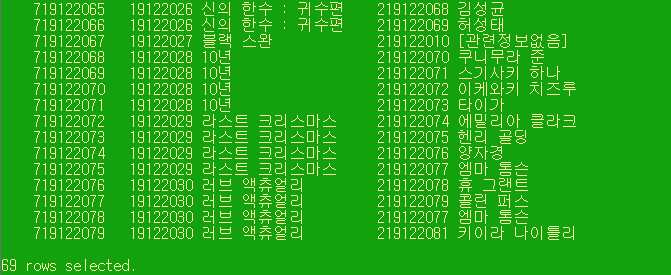 719122065 19122026 신의 한수 : 귀수편 219122068 김성균
719122066 19122026 신의 한수 : 귀수편 219122069 허성태
719122067 19122027 블랙 스완 219122010 [관련정보없음]
719122068 19122028 10년 219122070 쿠니무라 준
719122069 19122028 10년 219122071 스기사키 하나
719122070 19122028 10년 219122072 이케와키 치즈루
719122071 19122028 10년 219122073 타이가
719122072 19122029 라스트 크리스마스 219122074 에밀리아 클라크
719122073 19122029 라스트 크리스마스 219122075 헨리 골딩
719122074 19122029 라스트 크리스마스 219122076 양자경
719122075 19122029 라스트 크리스마스 219122077 엠마 톰슨
719122076 19122030 러브 액츄얼리 219122078 휴 그랜트
719122077 19122030 러브 액츄얼리 219122079 콜린 퍼스
719122078 19122030 러브 액츄얼리 219122077 엠마 톰슨
719122079 19122030 러브 액츄얼리 219122081 키이라 나이틀리
69 rows selected.